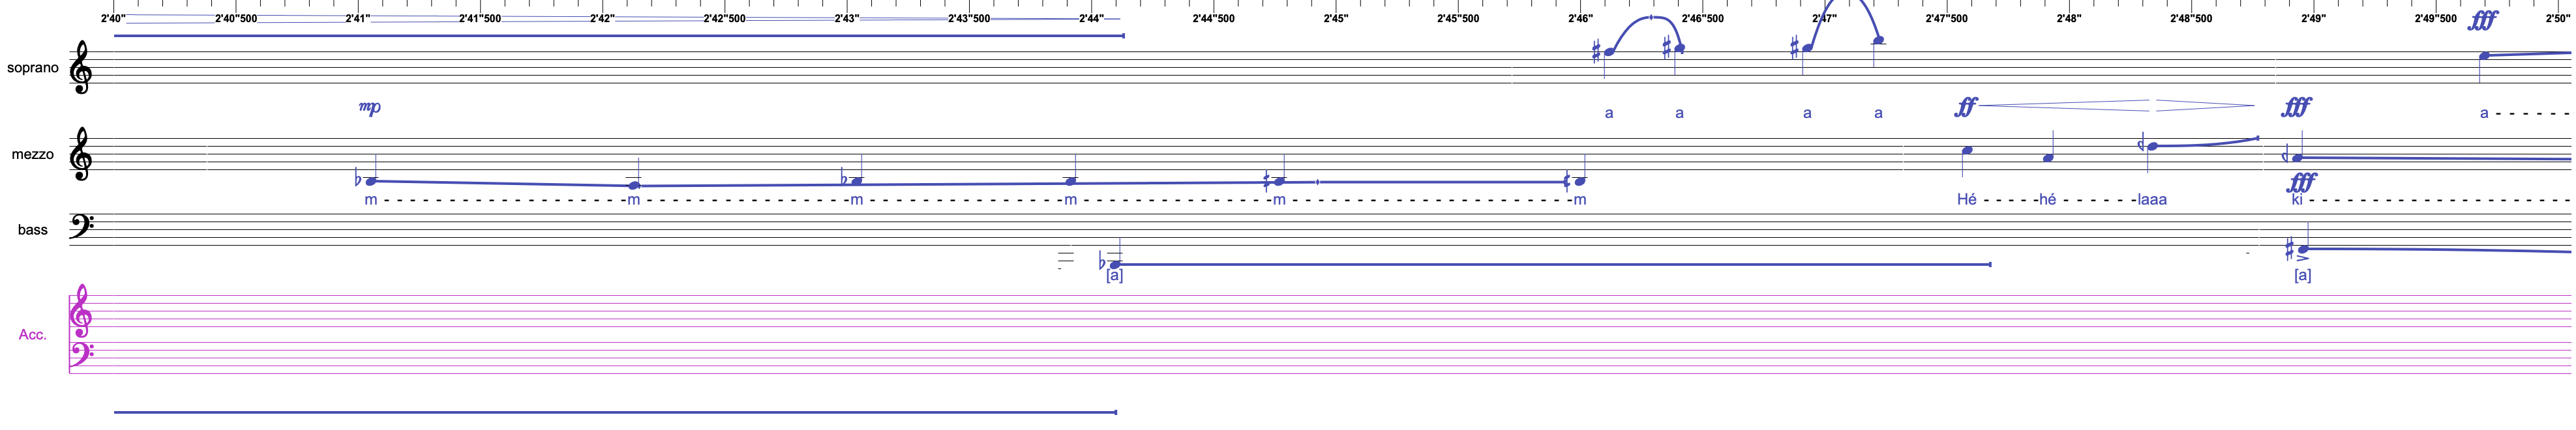 2'40" 2'40"500 2'41" 2'41"500 2'42" 2'42"500 2'43" 2'43"500 2'44" 2'44"500 2'45" 2'45"500 2'46" 2'46"500 2'47" 2'47"500 2'48" 2'48"500 2'49" 2'49"500 2'50"
fff
soprano
mp a a a a ff fff a - - - - - -
mezzo
fff
m - - - m - - - m - - - m - - - m - - - m Hé - - - - - hé - - - - - - laaa ki - - -
bass
[a] [a]
Acc.